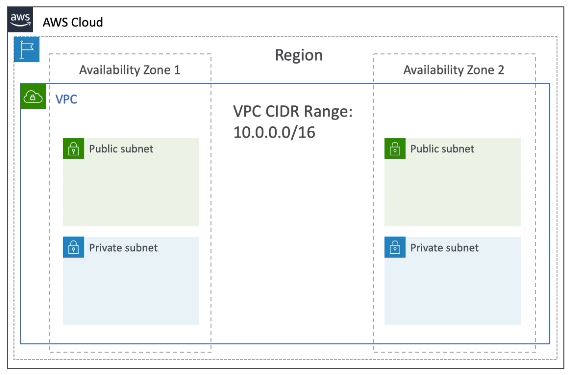 aws
AWS Cloud
Region
Availability Zone 1
Availability Zone 2
VPC
VPC CIDR Range:
10.0.0.0/16
Public subnet
Public subnet
Private subnet
Private subnet